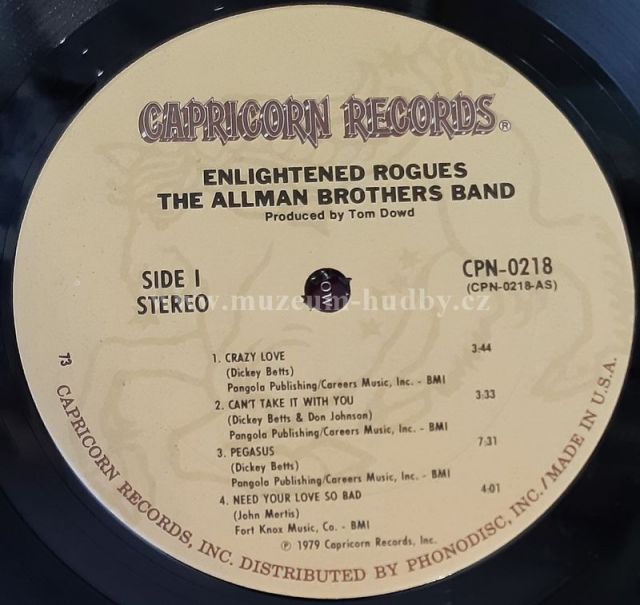 CAPRICORN RECORDS®
ENLIGHTENED ROGUES
THE ALLMAN BROTHERS BAND
Produced by Tom Dowd
SIDE I
STEREO
CPN-0218
(CPN-0218-AS)
www.muzeum-hudby.cz
1. CRAZY LOVE 3:44
(Dickey Betts)
Pangola Publishing/Careers Music, Inc. - BMI
2. CAN'T TAKE IT WITH YOU 3:33
(Dickey Betts & Don Johnson)
Pangola Publishing/Careers Music, Inc. - BMI
3. PEGASUS 7:31
(Dickey Betts)
Pangola Publishing/Careers Music, Inc. - BMI
4. NEED YOUR LOVE SO BAD 4:01
(John Mertis)
Fort Knox Music, Co. - BMI
℗ 1979 Capricorn Records, Inc.
73
CAPRICORN RECORDS, INC. DISTRIBUTED BY PHONODISC, INC./MADE IN U.S.A.